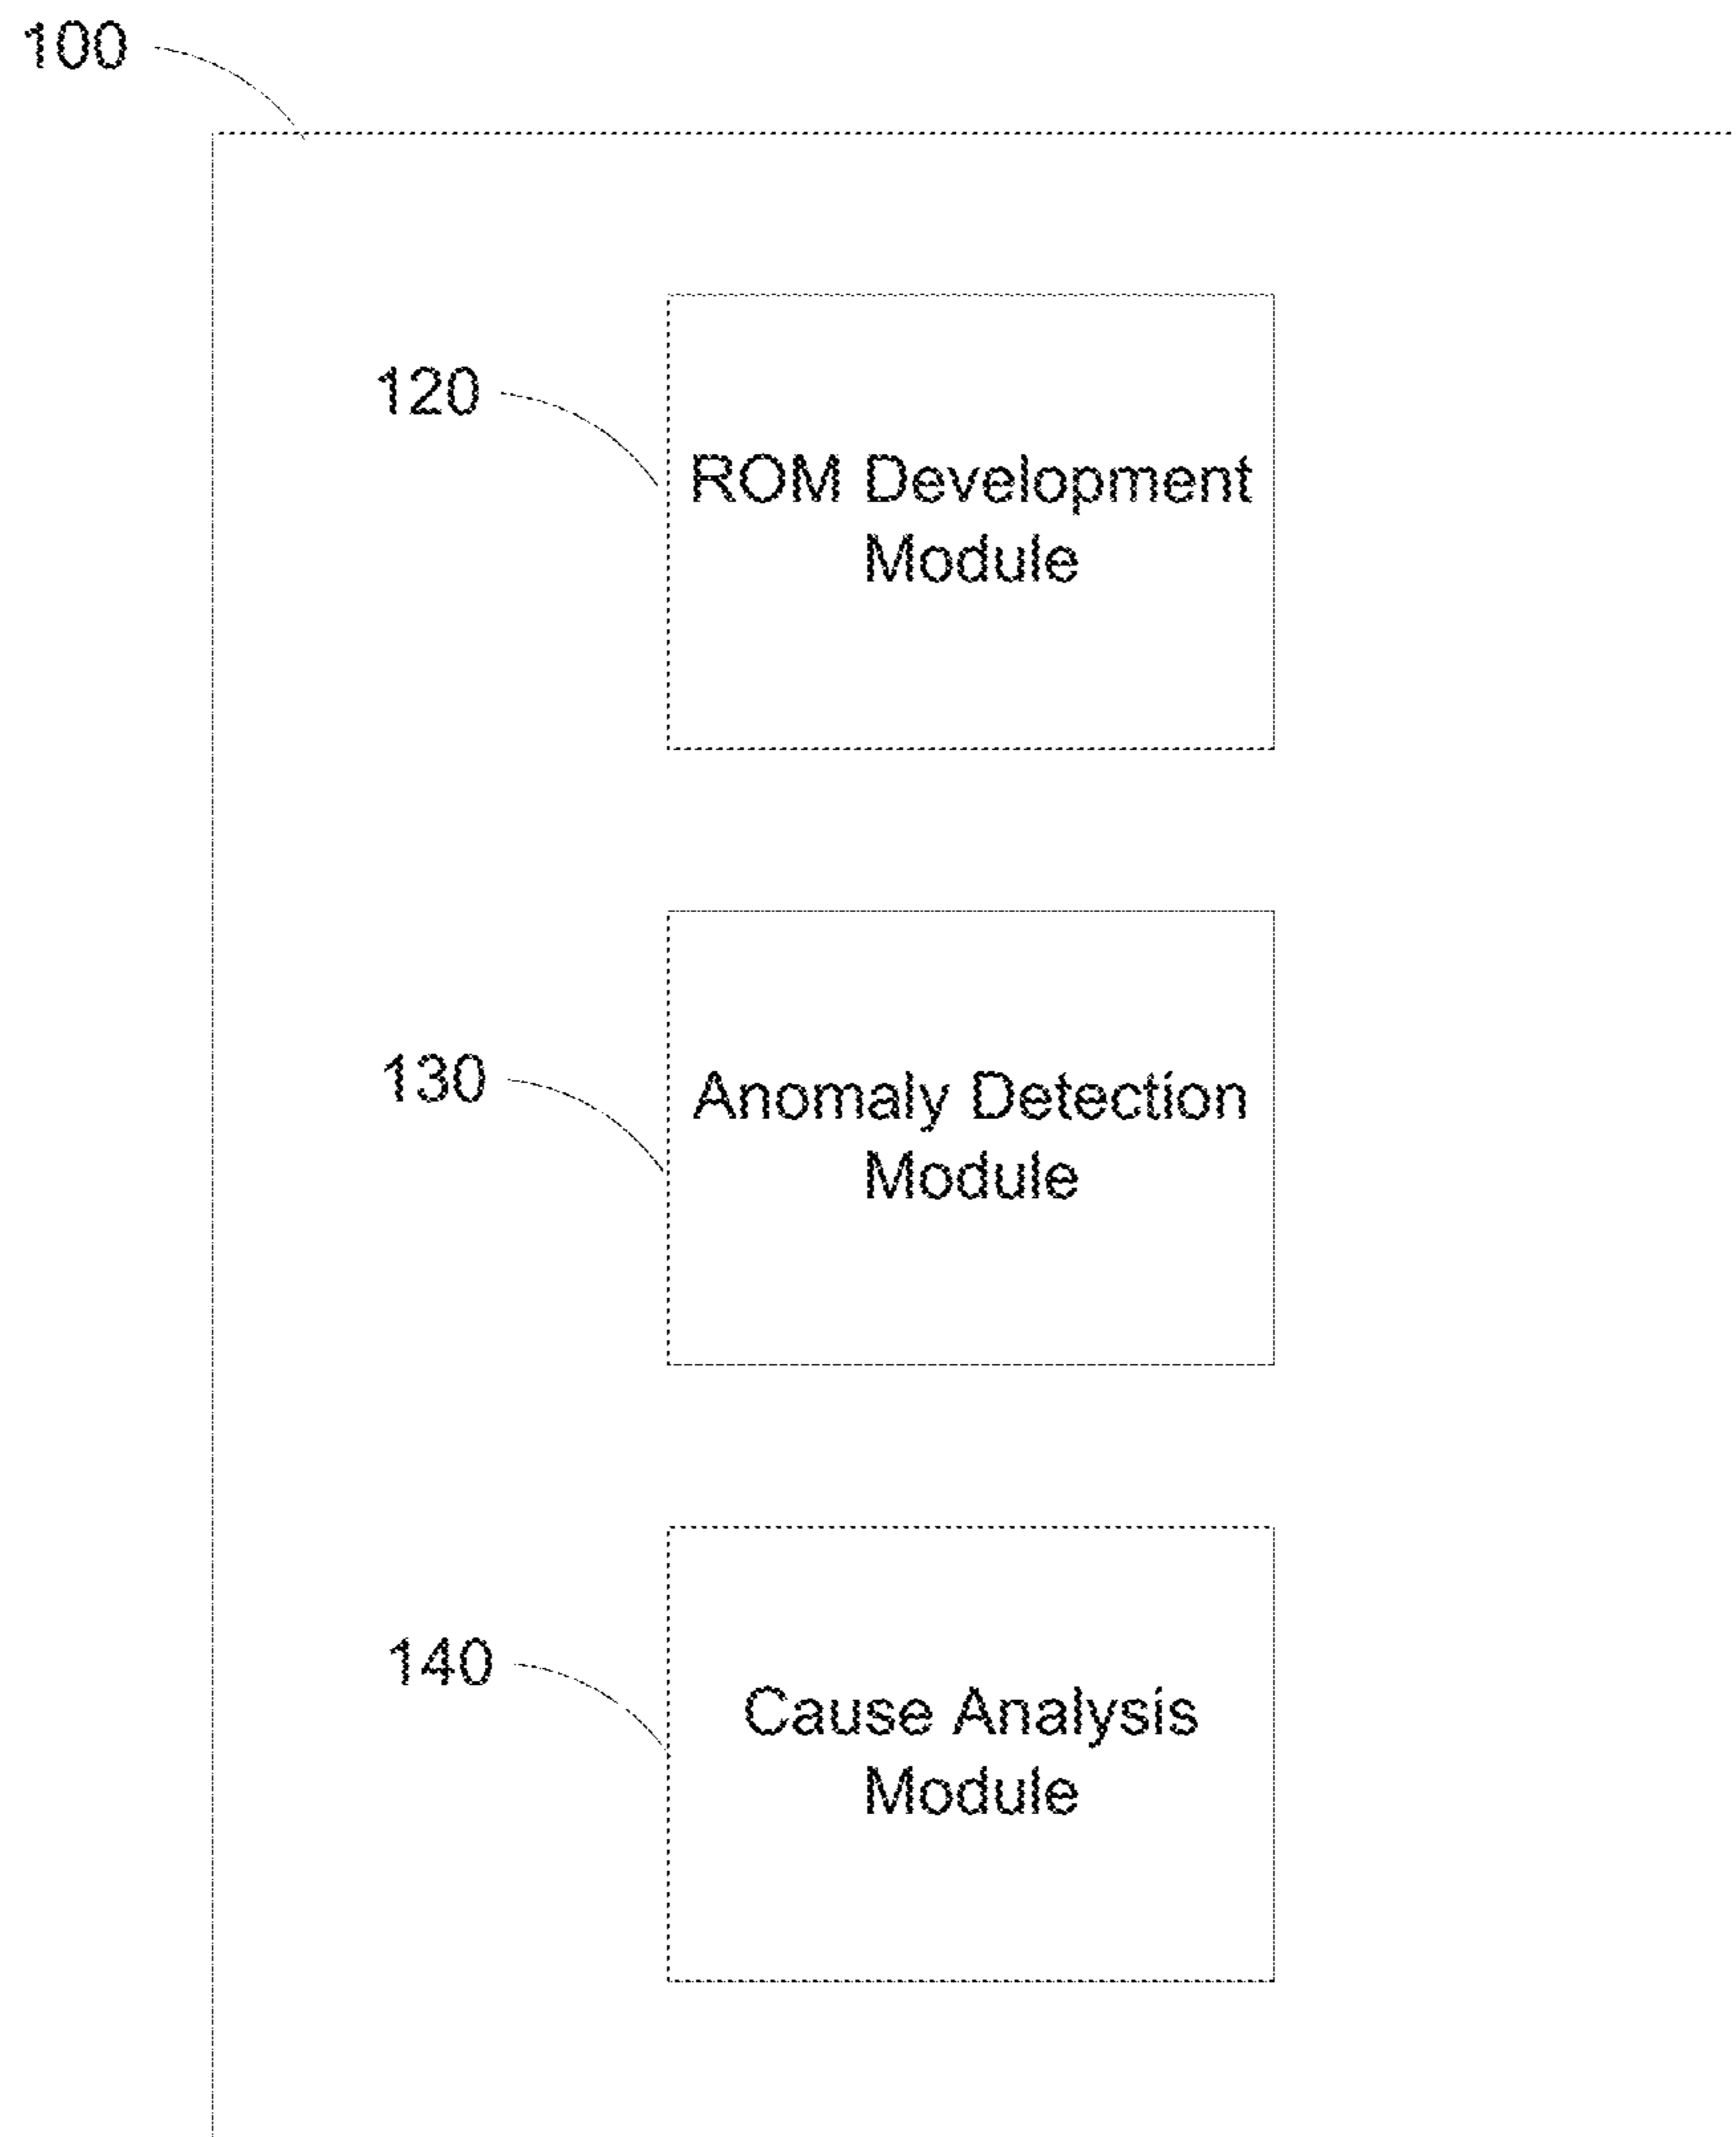 100
120
ROM Development
Module
130
Anomaly Detection
Module
140
Cause Analysis
Module